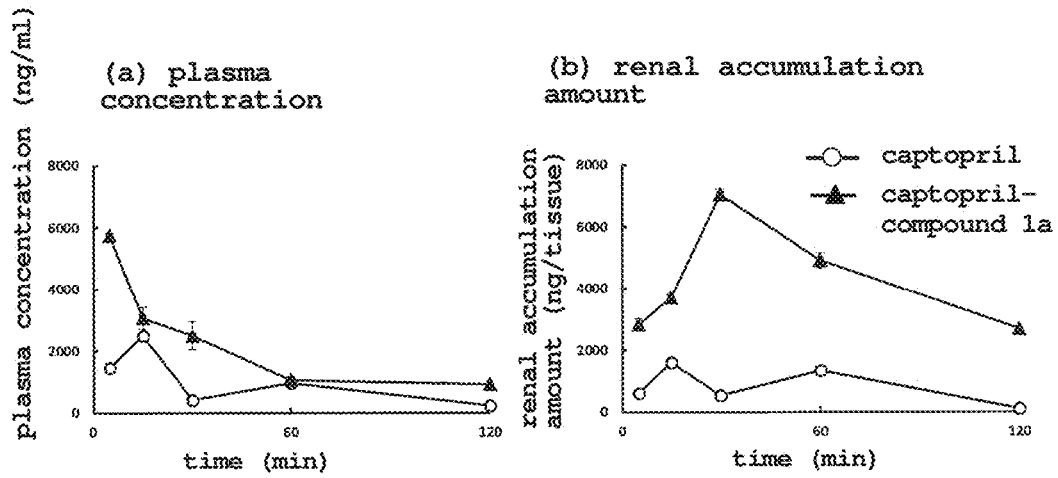 (a) plasma
concentration
plasma concentration (ng/ml)
8000
6000
4000
2000
0
0 60 120
time (min)
(b) renal accumulation
amount
renal accumulation
amount (ng/tissue)
8000
6000
4000
2000
0
0 60 120
time (min)
captopril
captopril-
compound 1a